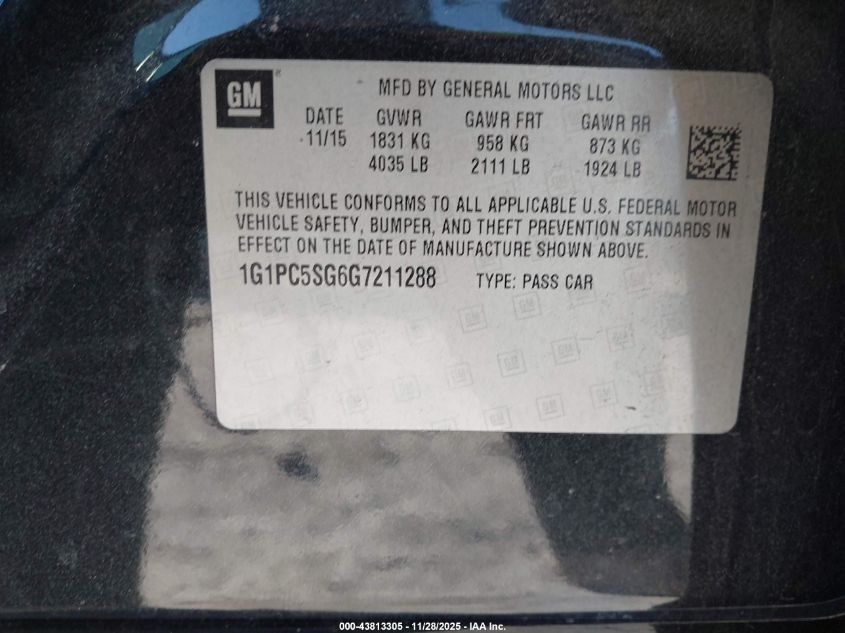 GM
MFD BY GENERAL MOTORS LLC
DATE GVWR GAWR FRT GAWR RR
11/15 1831 KG 958 KG 873 KG
4035 LB 2111 LB 1924 LB
THIS VEHICLE CONFORMS TO ALL APPLICABLE U.S. FEDERAL MOTOR
VEHICLE SAFETY, BUMPER, AND THEFT PREVENTION STANDARDS IN
EFFECT ON THE DATE OF MANUFACTURE SHOWN ABOVE.
1G1PC5SG6G7211288 TYPE: PASS CAR
000-43813305 - 11/28/2025 - IAA Inc.